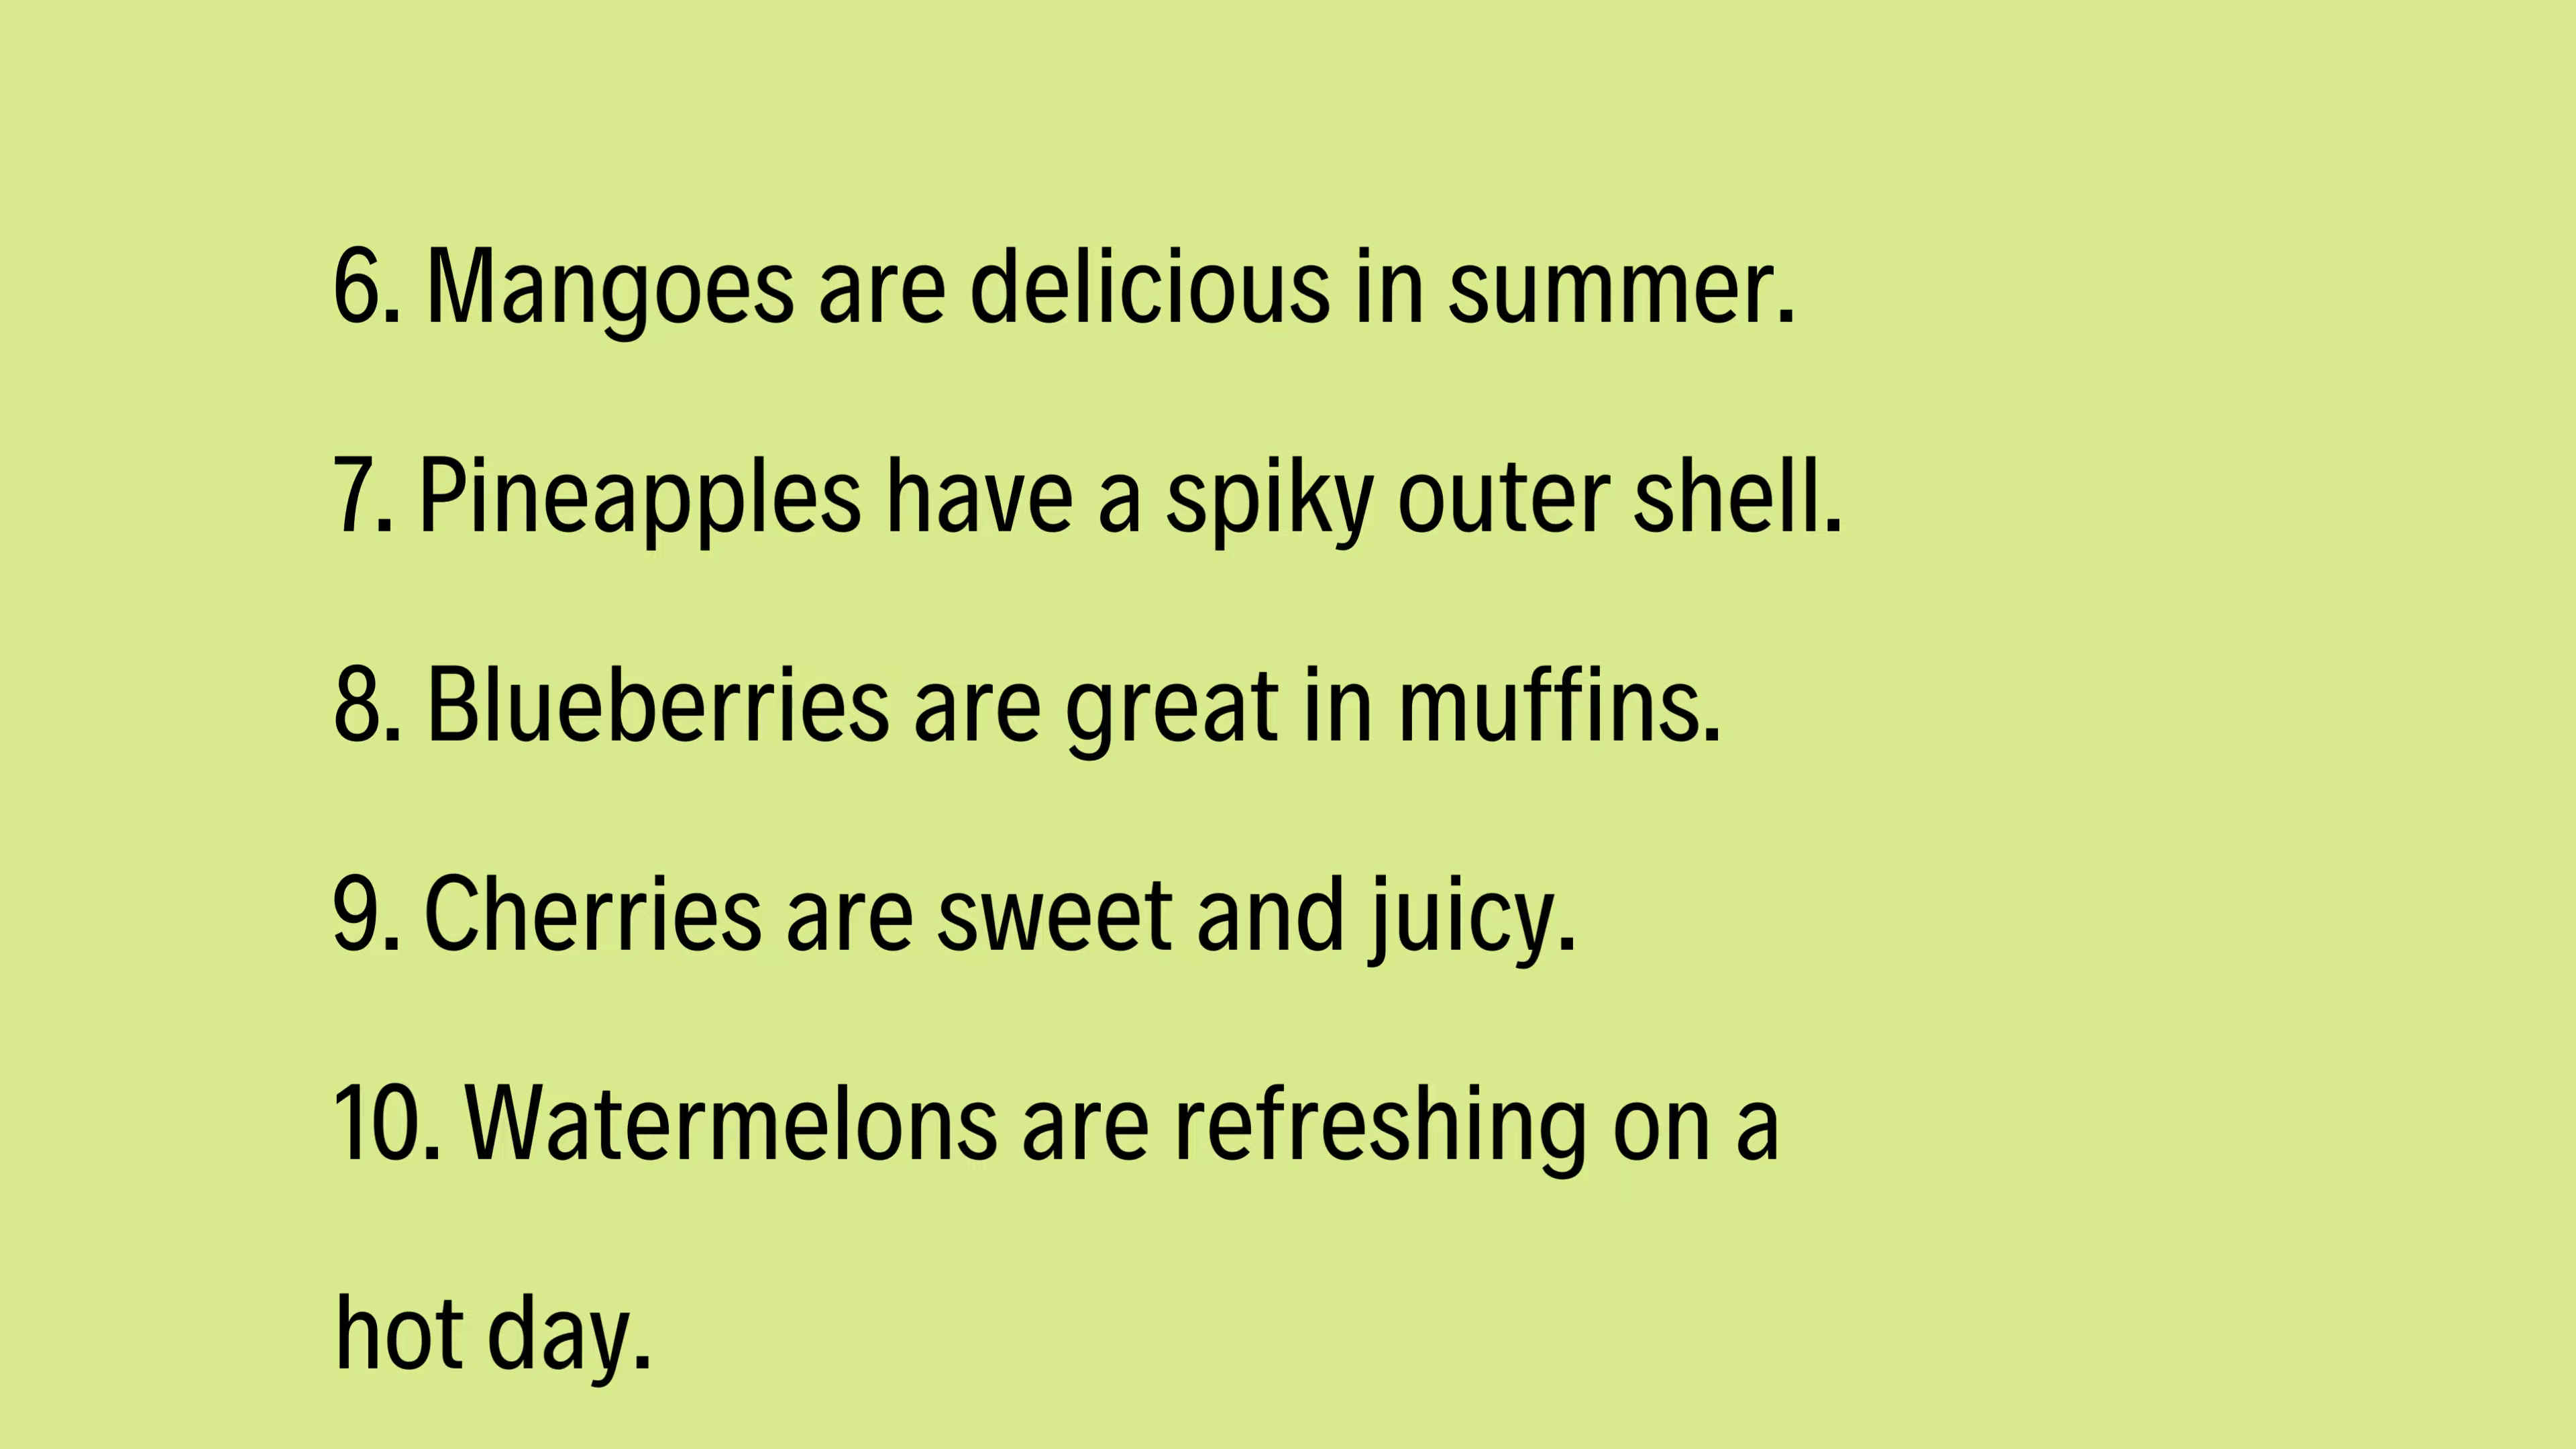 6. Mangoes are delicious in summer.
7. Pineapples have a spiky outer shell.
8. Blueberries are great in muffins.
9. Cherries are sweet and juicy.
10. Watermelons are refreshing on a
hot day.